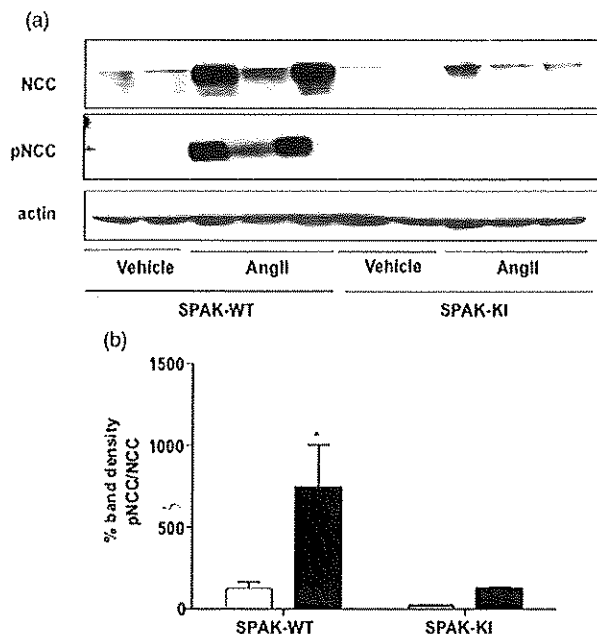 (a)
NCC
pNCC
actin
Vehicle AngII Vehicle AngII
SPAK-WT SPAK-KI
(b)
% band density
pNCC/NCC
1500
1000
500
0
*
SPAK-WT SPAK-KI